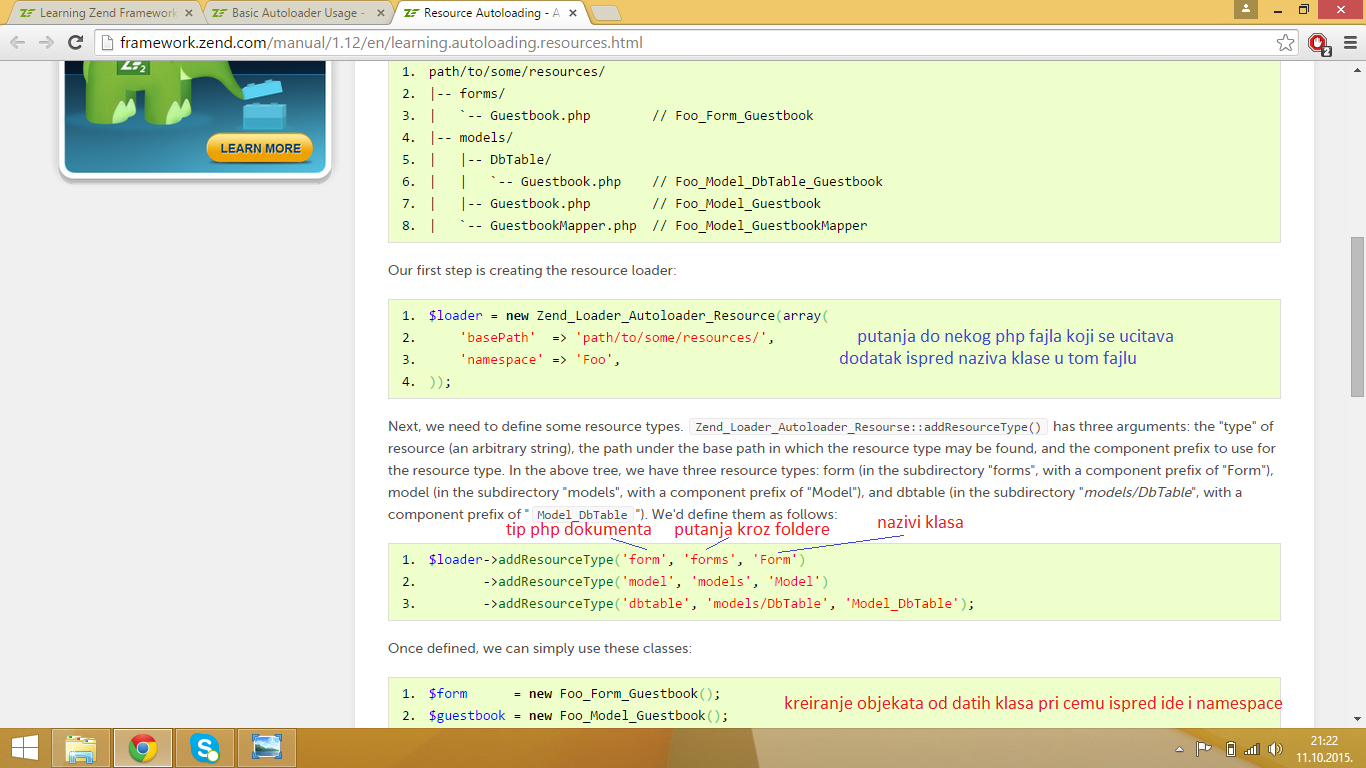 Learning Zend Framework
Basic Autoloader Usage -
Resource Autoloading - A
framework.zend.com/manual/1.12/en/learning.autoloading.resources.html
2
ZF2
LEARN MORE
1. path/to/some/resources/
2. |-- forms/
3. |   `-- Guestbook.php        // Foo_Form_Guestbook
4. |-- models/
5. |   |-- DbTable/
6. |   |   `-- Guestbook.php    // Foo_Model_DbTable_Guestbook
7. |   |-- Guestbook.php        // Foo_Model_Guestbook
8. |   `-- GuestbookMapper.php  // Foo_Model_GuestbookMapper
Our first step is creating the resource loader:
1. $loader = new Zend_Loader_Autoloader_Resource(array(
2.     'basePath'  => 'path/to/some/resources/', putanja do nekog php fajla koji se ucitava
3.     'namespace' => 'Foo', dodatak ispred naziva klase u tom fajlu
4. ));
Next, we need to define some resource types. Zend_Loader_Autoloader_Resourse::addResourceType() has three arguments: the "type" of
resource (an arbitrary string), the path under the base path in which the resource type may be found, and the component prefix to use for
the resource type. In the above tree, we have three resource types: form (in the subdirectory "forms", with a component prefix of "Form"),
model (in the subdirectory "models", with a component prefix of "Model"), and dbtable (in the subdirectory "models/DbTable", with a
component prefix of " Model_DbTable "). We'd define them as follows:
tip php dokumenta putanja kroz foldere nazivi klasa
1. $loader->addResourceType('form', 'forms', 'Form')
2.        ->addResourceType('model', 'models', 'Model')
3.        ->addResourceType('dbtable', 'models/DbTable', 'Model_DbTable');
Once defined, we can simply use these classes:
1. $form      = new Foo_Form_Guestbook();
kreiranje objekata od datih klasa pri cemu ispred ide i namespace
2. $guestbook = new Foo_Model_Guestbook();
21:22
11.10.2015.